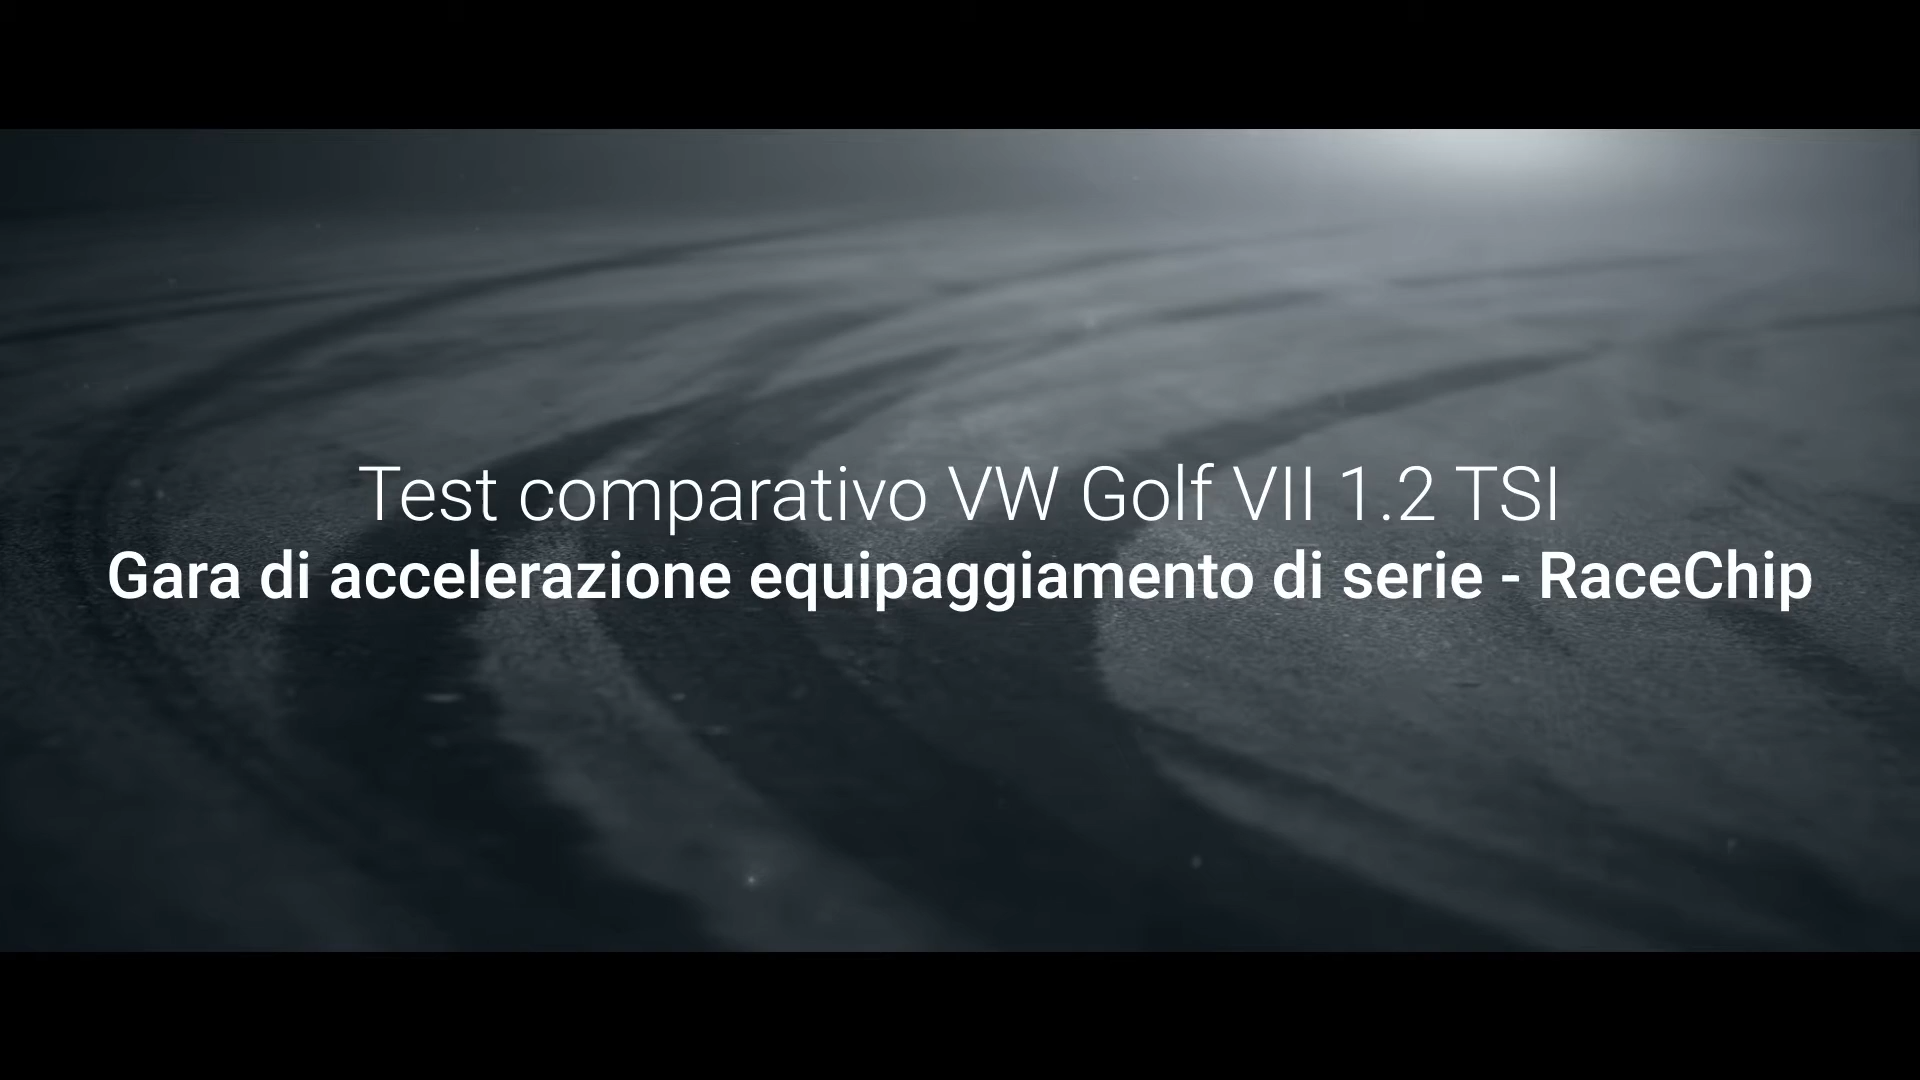 Test comparativo VW Golf VII 1.2 TSI
Gara di accelerazione equipaggiamento di serie - RaceChip